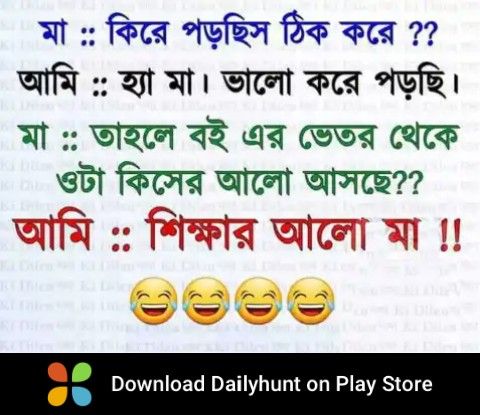 মা :: কিরে পড়ছিস ঠিক করে ??
আমি :: হ্যা মা। ভালো করে পড়ছি।
মা :: তাহলে বই এর ভেতর থেকে
ওটা কিসের আলো আসছে??
আমি :: শিক্ষার আলো মা !!
Download Dailyhunt on Play Store